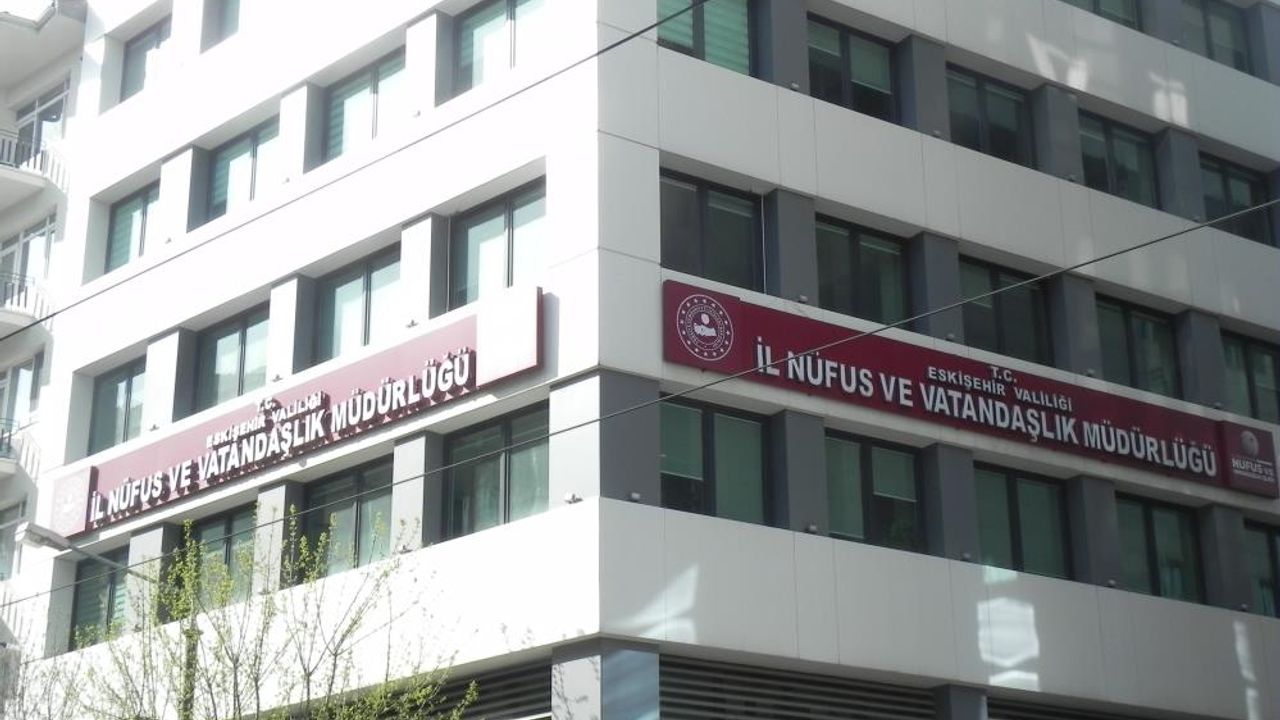 T.C.
ESKİŞEHİR VALİLİĞİ
İL NÜFUS VE VATANDAŞLIK MÜDÜRLÜĞÜ
T.C.
ESKİŞEHİR VALİLİĞİ
İL NÜFUS VE VATANDAŞLIK MÜDÜRLÜĞÜ
NÜFUS VE